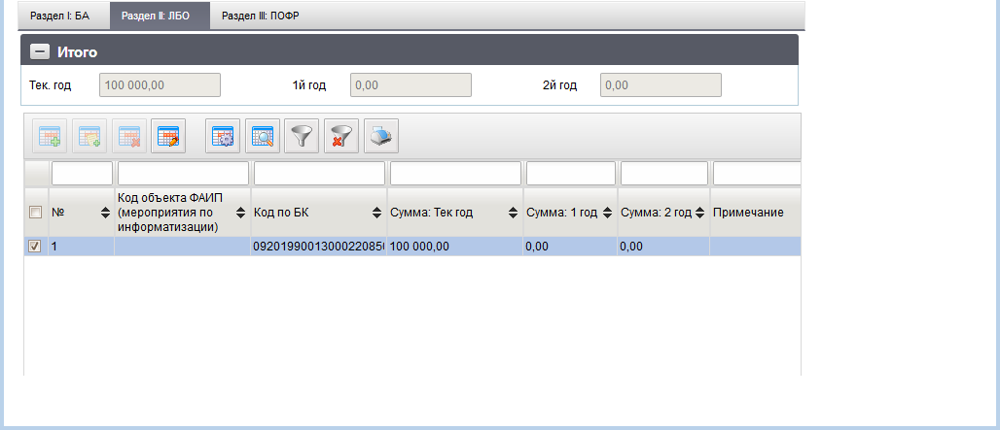 Раздел I: БА Раздел II: ЛБО Раздел III: ПОФР
Итого
Тек. год 100 000,00 1й год 0,00 2й год 0,00
№ Код объекта ФАИП (мероприятия по информатизации) Код по БК Сумма: Тек год Сумма: 1 год Сумма: 2 год Примечание
1 09201990013000220850 100 000,00 0,00 0,00